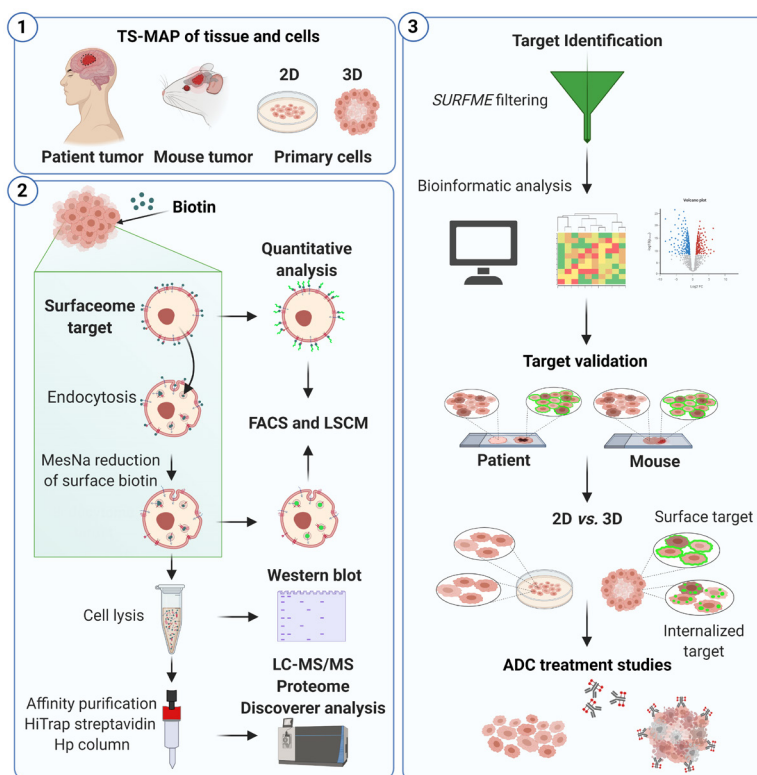 1
TS-MAP of tissue and cells
2D
3D
Patient tumor
Mouse tumor
Primary cells
2
Biotin
Quantitative
analysis
Surfaceome
target
Endocytosis
FACS and LSCM
MesNa reduction
of surface biotin
Western blot
Cell lysis
LC-MS/MS
Proteome
Discoverer analysis
Affinity purification
HiTrap streptavidin
Hp column
3
Target Identification
SURFME filtering
Bioinformatic analysis
Volcano plot
Target validation
Patient
Mouse
2D vs. 3D
Surface target
Internalized
target
ADC treatment studies